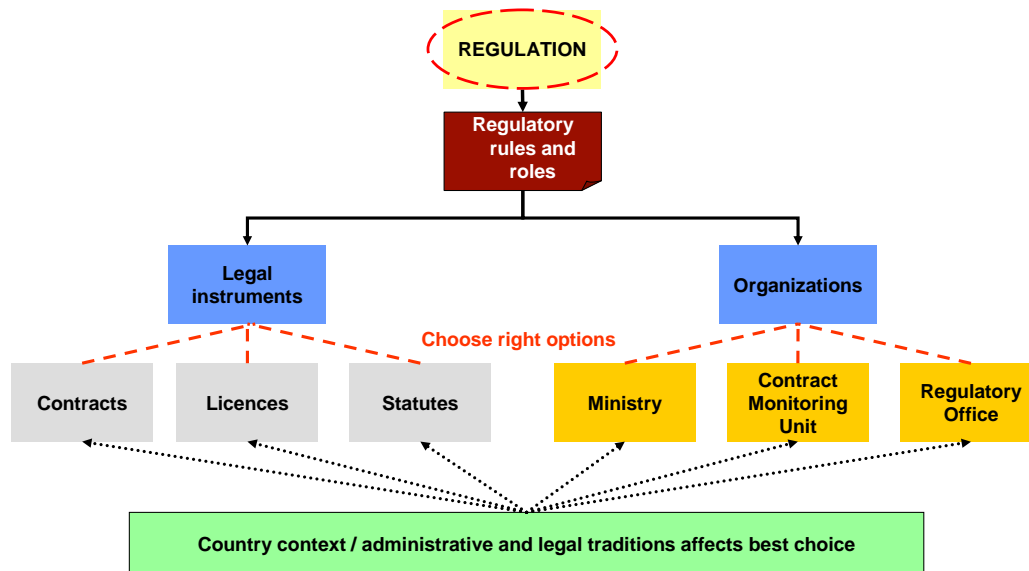 REGULATION
Regulatory
rules and
roles
Legal
instruments
Organizations
Choose right options
Contracts
Licences
Statutes
Ministry
Contract
Monitoring
Unit
Regulatory
Office
Country context / administrative and legal traditions affects best choice